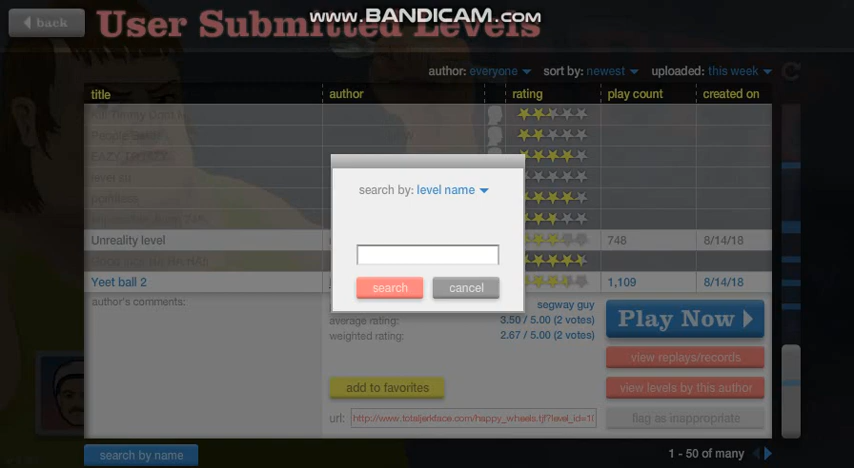 www.BANDICAM.com
back
User Submitted Levels
author: everyone sort by: newest uploaded: this week
title author rating play count created on
search by: level name
Unreality level 748 8/14/18
Yeet ball 2 1,109 8/14/18
search cancel
author's comments: segway guy
average rating: 3.50 / 5.00 (2 votes)
weighted rating: 2.67 / 5.00 (2 votes)
Play Now
view replays/records
add to favorites view levels by this author
url: http://www.totaljerkface.com/happy_wheels.tjf?level_id=1 flag as inappropriate
search by name 1 - 50 of many